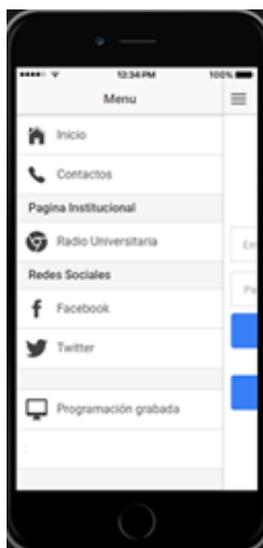 12:34 PM
100%
Menu
Inicio
Contactos
Pagina Institucional
Radio Universitaria
Redes Sociales
Facebook
Twitter
Programación grabada